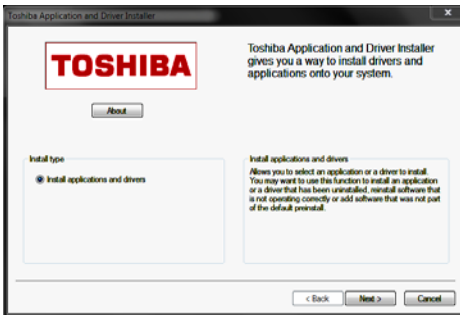 Toshiba Application and Driver Installer
TOSHIBA
Toshiba Application and Driver Installer
gives you a way to install drivers and
applications onto your system.
About
Install type
Install applications and drivers
Install applications and drivers
Allows you to select an application or a driver to install.
You may want to use this function to install an application
or a driver that has been uninstalled, reinstall software that
is not operating correctly or add software that was not part
of the default preinstall.
< Back
Next >
Cancel